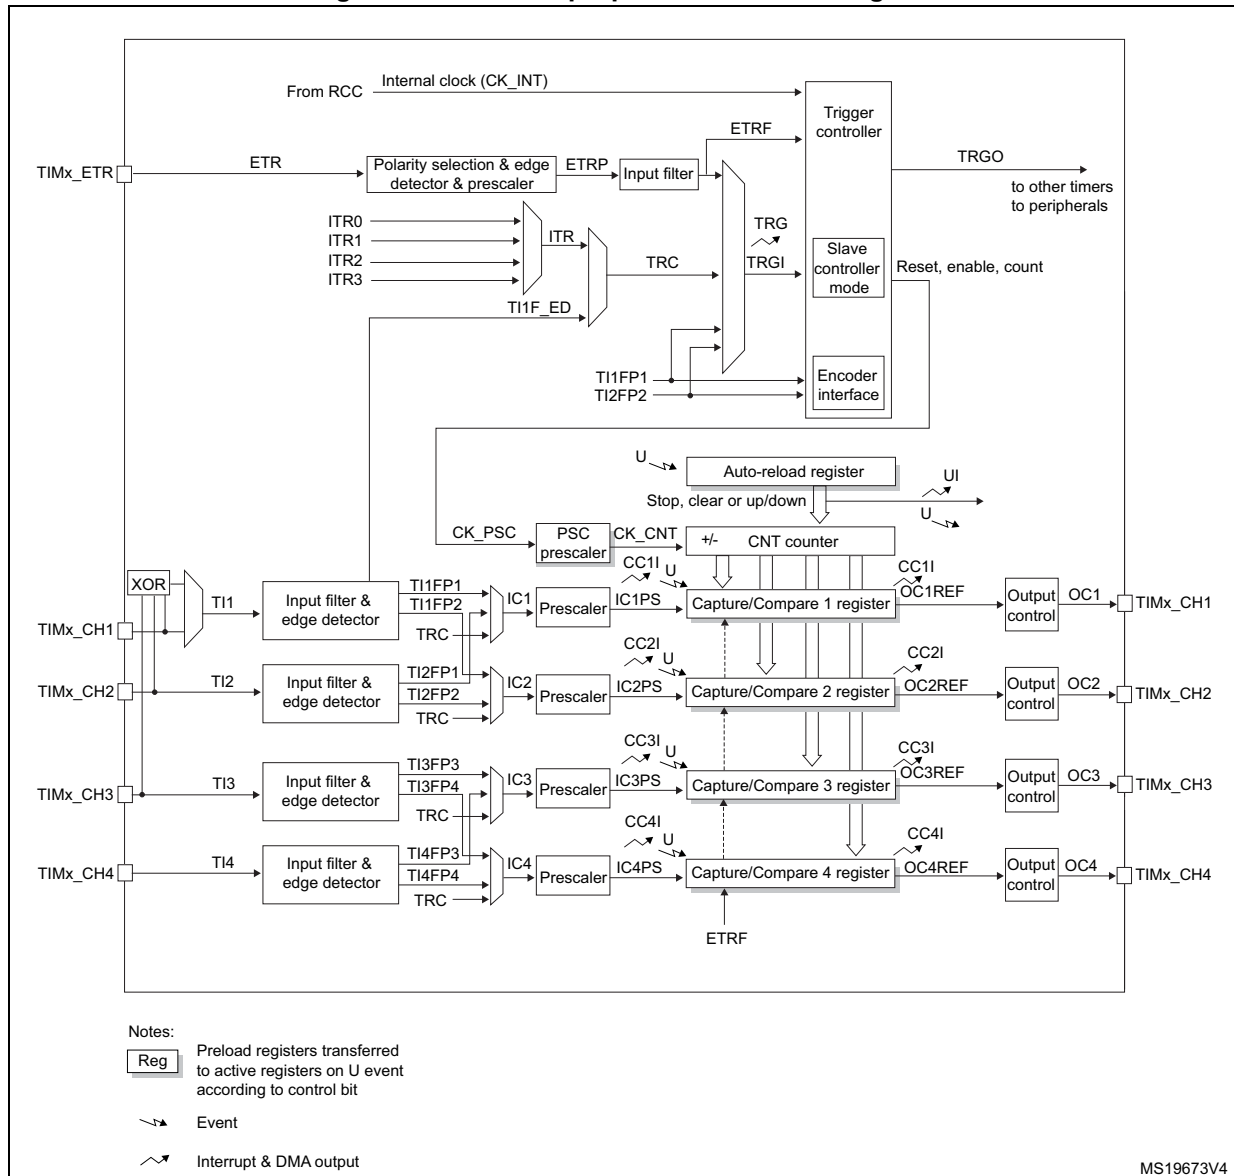 Internal clock (CK_INT)
From RCC
Trigger
controller
ETRF
TIMx_ETR
ETR
Polarity selection & edge
detector & prescaler
ETRP
Input filter
TRGO
to other timers
to peripherals
ITR0
ITR1
ITR2
ITR3
ITR
TRC
TRG
TRGI
Slave
controller
mode
Reset, enable, count
TI1F_ED
TI1FP1
TI2FP2
Encoder
interface
U
Auto-reload register
UI
Stop, clear or up/down
U
CK_PSC
PSC
prescaler
CK_CNT
+/-
CNT counter
XOR
TI1
TIMx_CH1
Input filter &
edge detector
TI1FP1
TI1FP2
TRC
IC1
Prescaler
IC1PS
CC1I
U
Capture/Compare 1 register
CC1I
OC1REF
Output
control
OC1
TIMx_CH1
TIMx_CH2
TI2
Input filter &
edge detector
TI2FP1
TI2FP2
TRC
IC2
Prescaler
IC2PS
CC2I
U
Capture/Compare 2 register
CC2I
OC2REF
Output
control
OC2
TIMx_CH2
TIMx_CH3
TI3
Input filter &
edge detector
TI3FP3
TI3FP4
TRC
IC3
Prescaler
IC3PS
CC3I
U
Capture/Compare 3 register
CC3I
OC3REF
Output
control
OC3
TIMx_CH3
TIMx_CH4
TI4
Input filter &
edge detector
TI4FP3
TI4FP4
TRC
IC4
Prescaler
IC4PS
CC4I
U
Capture/Compare 4 register
CC4I
OC4REF
Output
control
OC4
TIMx_CH4
ETRF
Notes:
Reg
Preload registers transferred
to active registers on U event
according to control bit
Event
Interrupt & DMA output
MS19673V4